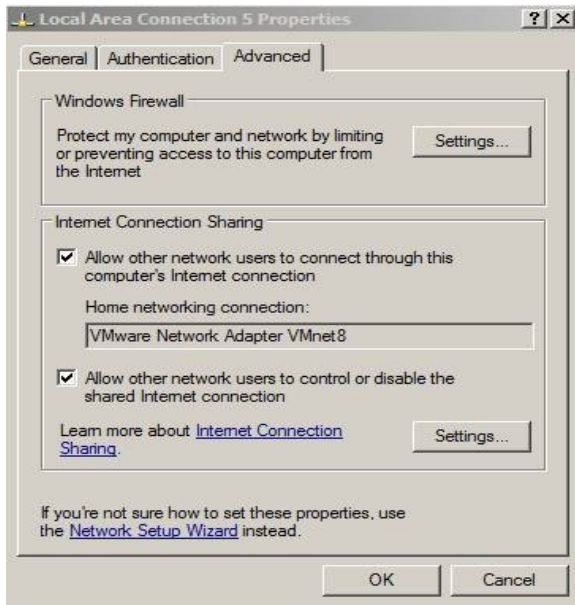 Local Area Connection 5 Properties
General
Authentication
Advanced
Windows Firewall
Protect my computer and network by limiting
or preventing access to this computer from
the Internet
Settings...
Internet Connection Sharing
Allow other network users to connect through this
computer's Internet connection
Home networking connection:
VMware Network Adapter VMnet8
Allow other network users to control or disable the
shared Internet connection
Learn more about Internet Connection
Sharing.
Settings...
If you're not sure how to set these properties, use
the Network Setup Wizard instead.
OK
Cancel